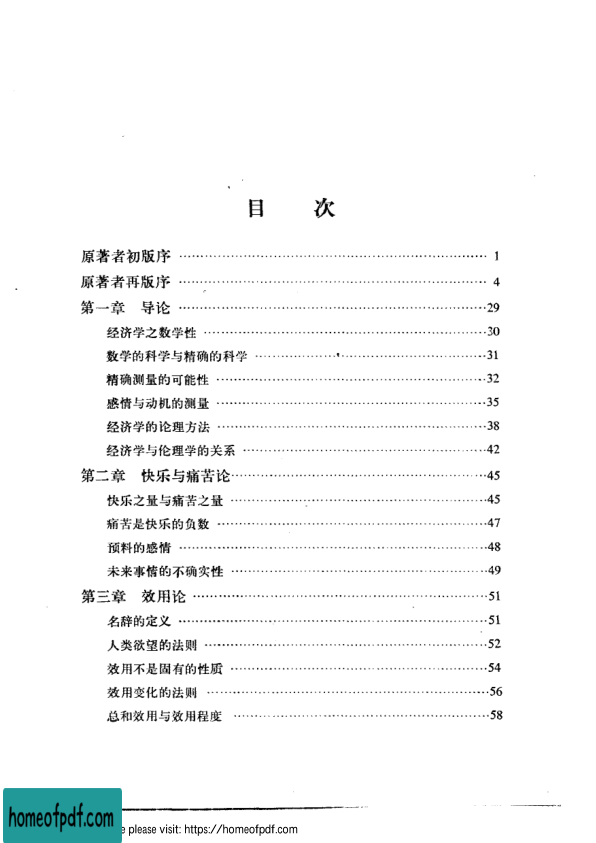 目 次
原著者初版序 …… 1
原著者再版序 …… 4
第一章 导论 …… 29
经济学之数学性 …… 30
数学的科学与精确的科学 …… 31
精确测量的可能性 …… 32
感情与动机的测量 …… 35
经济学的论理方法 …… 38
经济学与伦理学的关系 …… 42
第二章 快乐与痛苦论 …… 45
快乐之量与痛苦之量 …… 45
痛苦是快乐的负数 …… 47
预料的感情 …… 48
未来事情的不确实性 …… 49
第三章 效用论 …… 51
名辞的定义 …… 51
人类欲望的法则 …… 52
效用不是固有的性质 …… 54
效用变化的法则 …… 56
总和效用与效用程度 …… 58
homeofpdf.com
please visit: https://homeofpdf.com